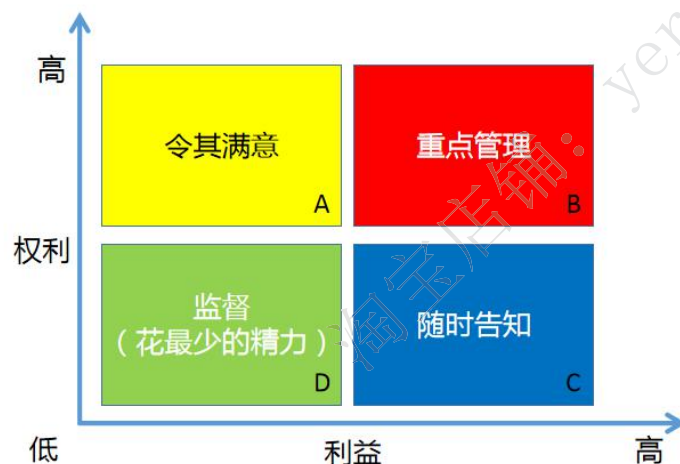 高
令其满意
A
重点管理
B
权利
监督
（花最少的精力）
D
随时告知
C
低
利益
高
淘宝店铺：yen